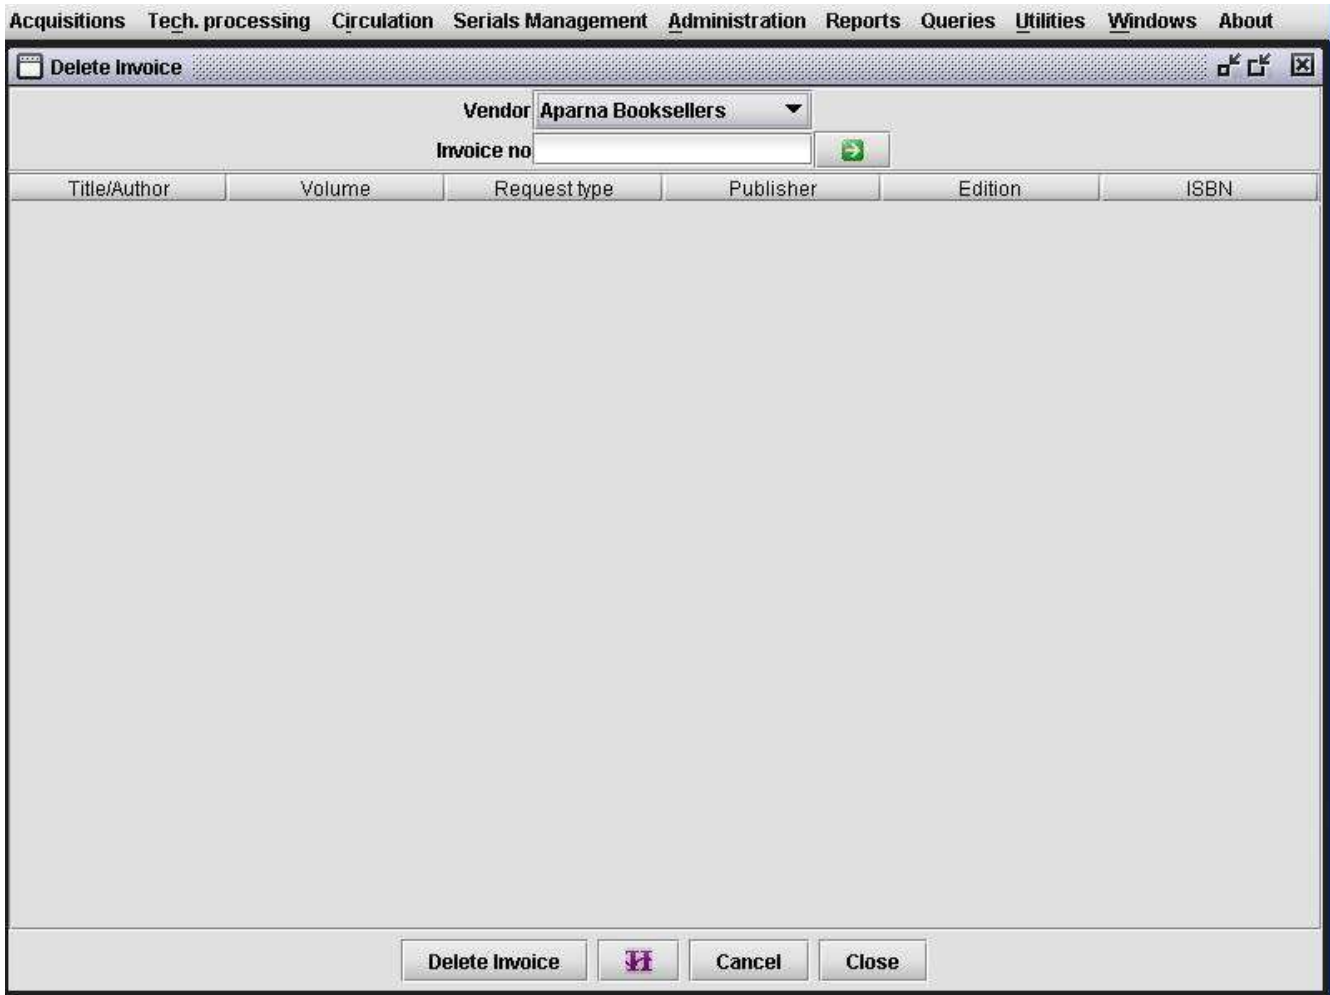 Acquisitions Tech. processing Circulation Serials Management Administration Reports Queries Utilities Windows About
Delete Invoice
Vendor Aparna Booksellers
Invoice no
Title/Author Volume Request type Publisher Edition ISBN
Delete Invoice Cancel Close